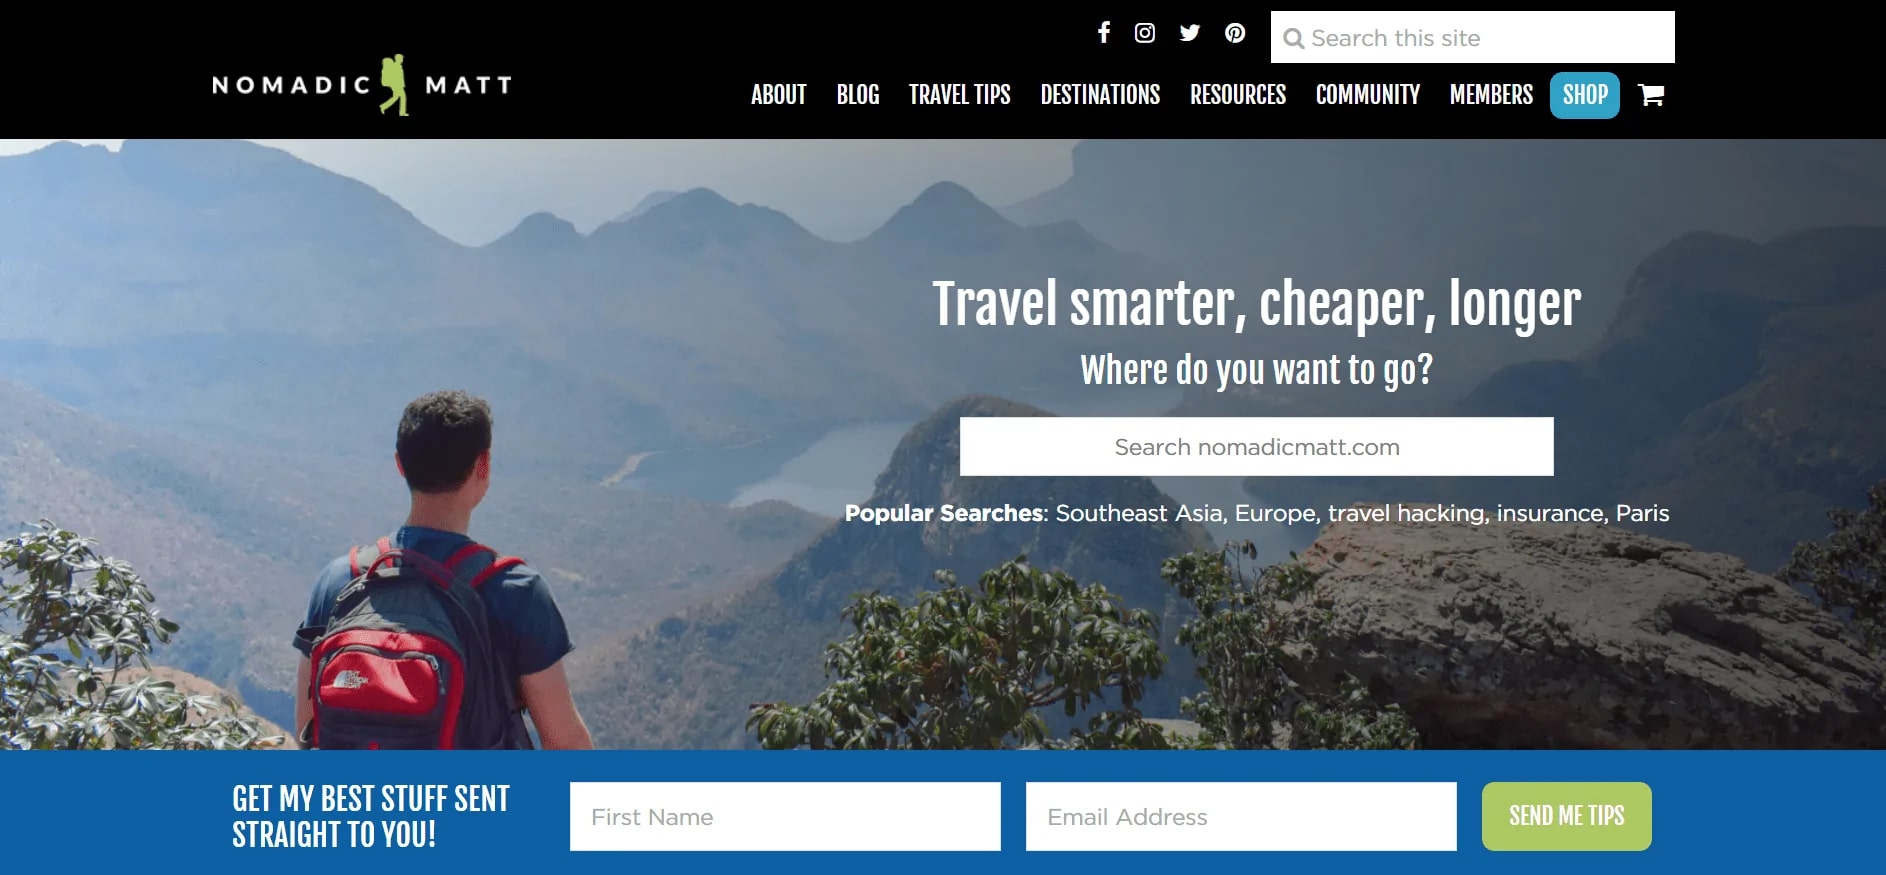 Search this site
NOMADIC MATT
ABOUT BLOG TRAVEL TIPS DESTINATIONS RESOURCES COMMUNITY MEMBERS SHOP
Travel smarter, cheaper, longer
Where do you want to go?
Search nomadicmatt.com
Popular Searches: Southeast Asia, Europe, travel hacking, insurance, Paris
GET MY BEST STUFF SENT
STRAIGHT TO YOU!
First Name
Email Address
SEND ME TIPS